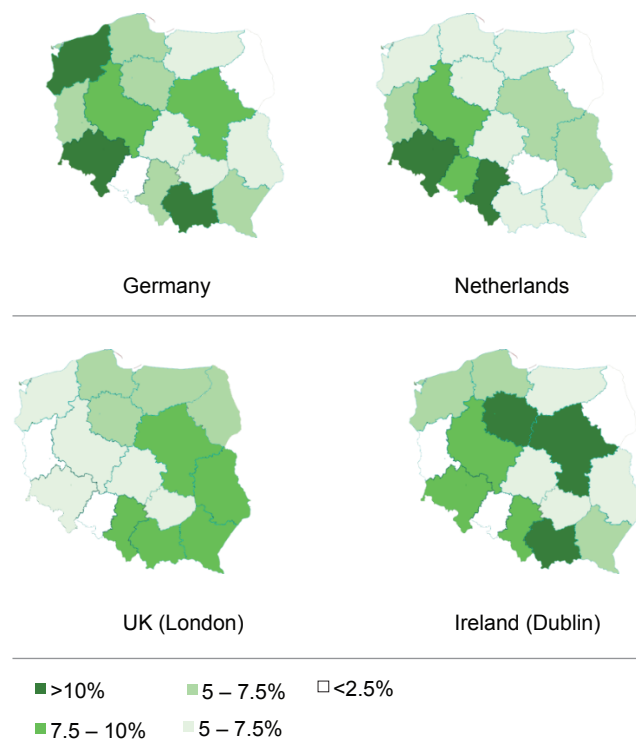 Germany
Netherlands
UK (London)
Ireland (Dublin)
>10%
5 – 7.5%
<2.5%
7.5 – 10%
5 – 7.5%